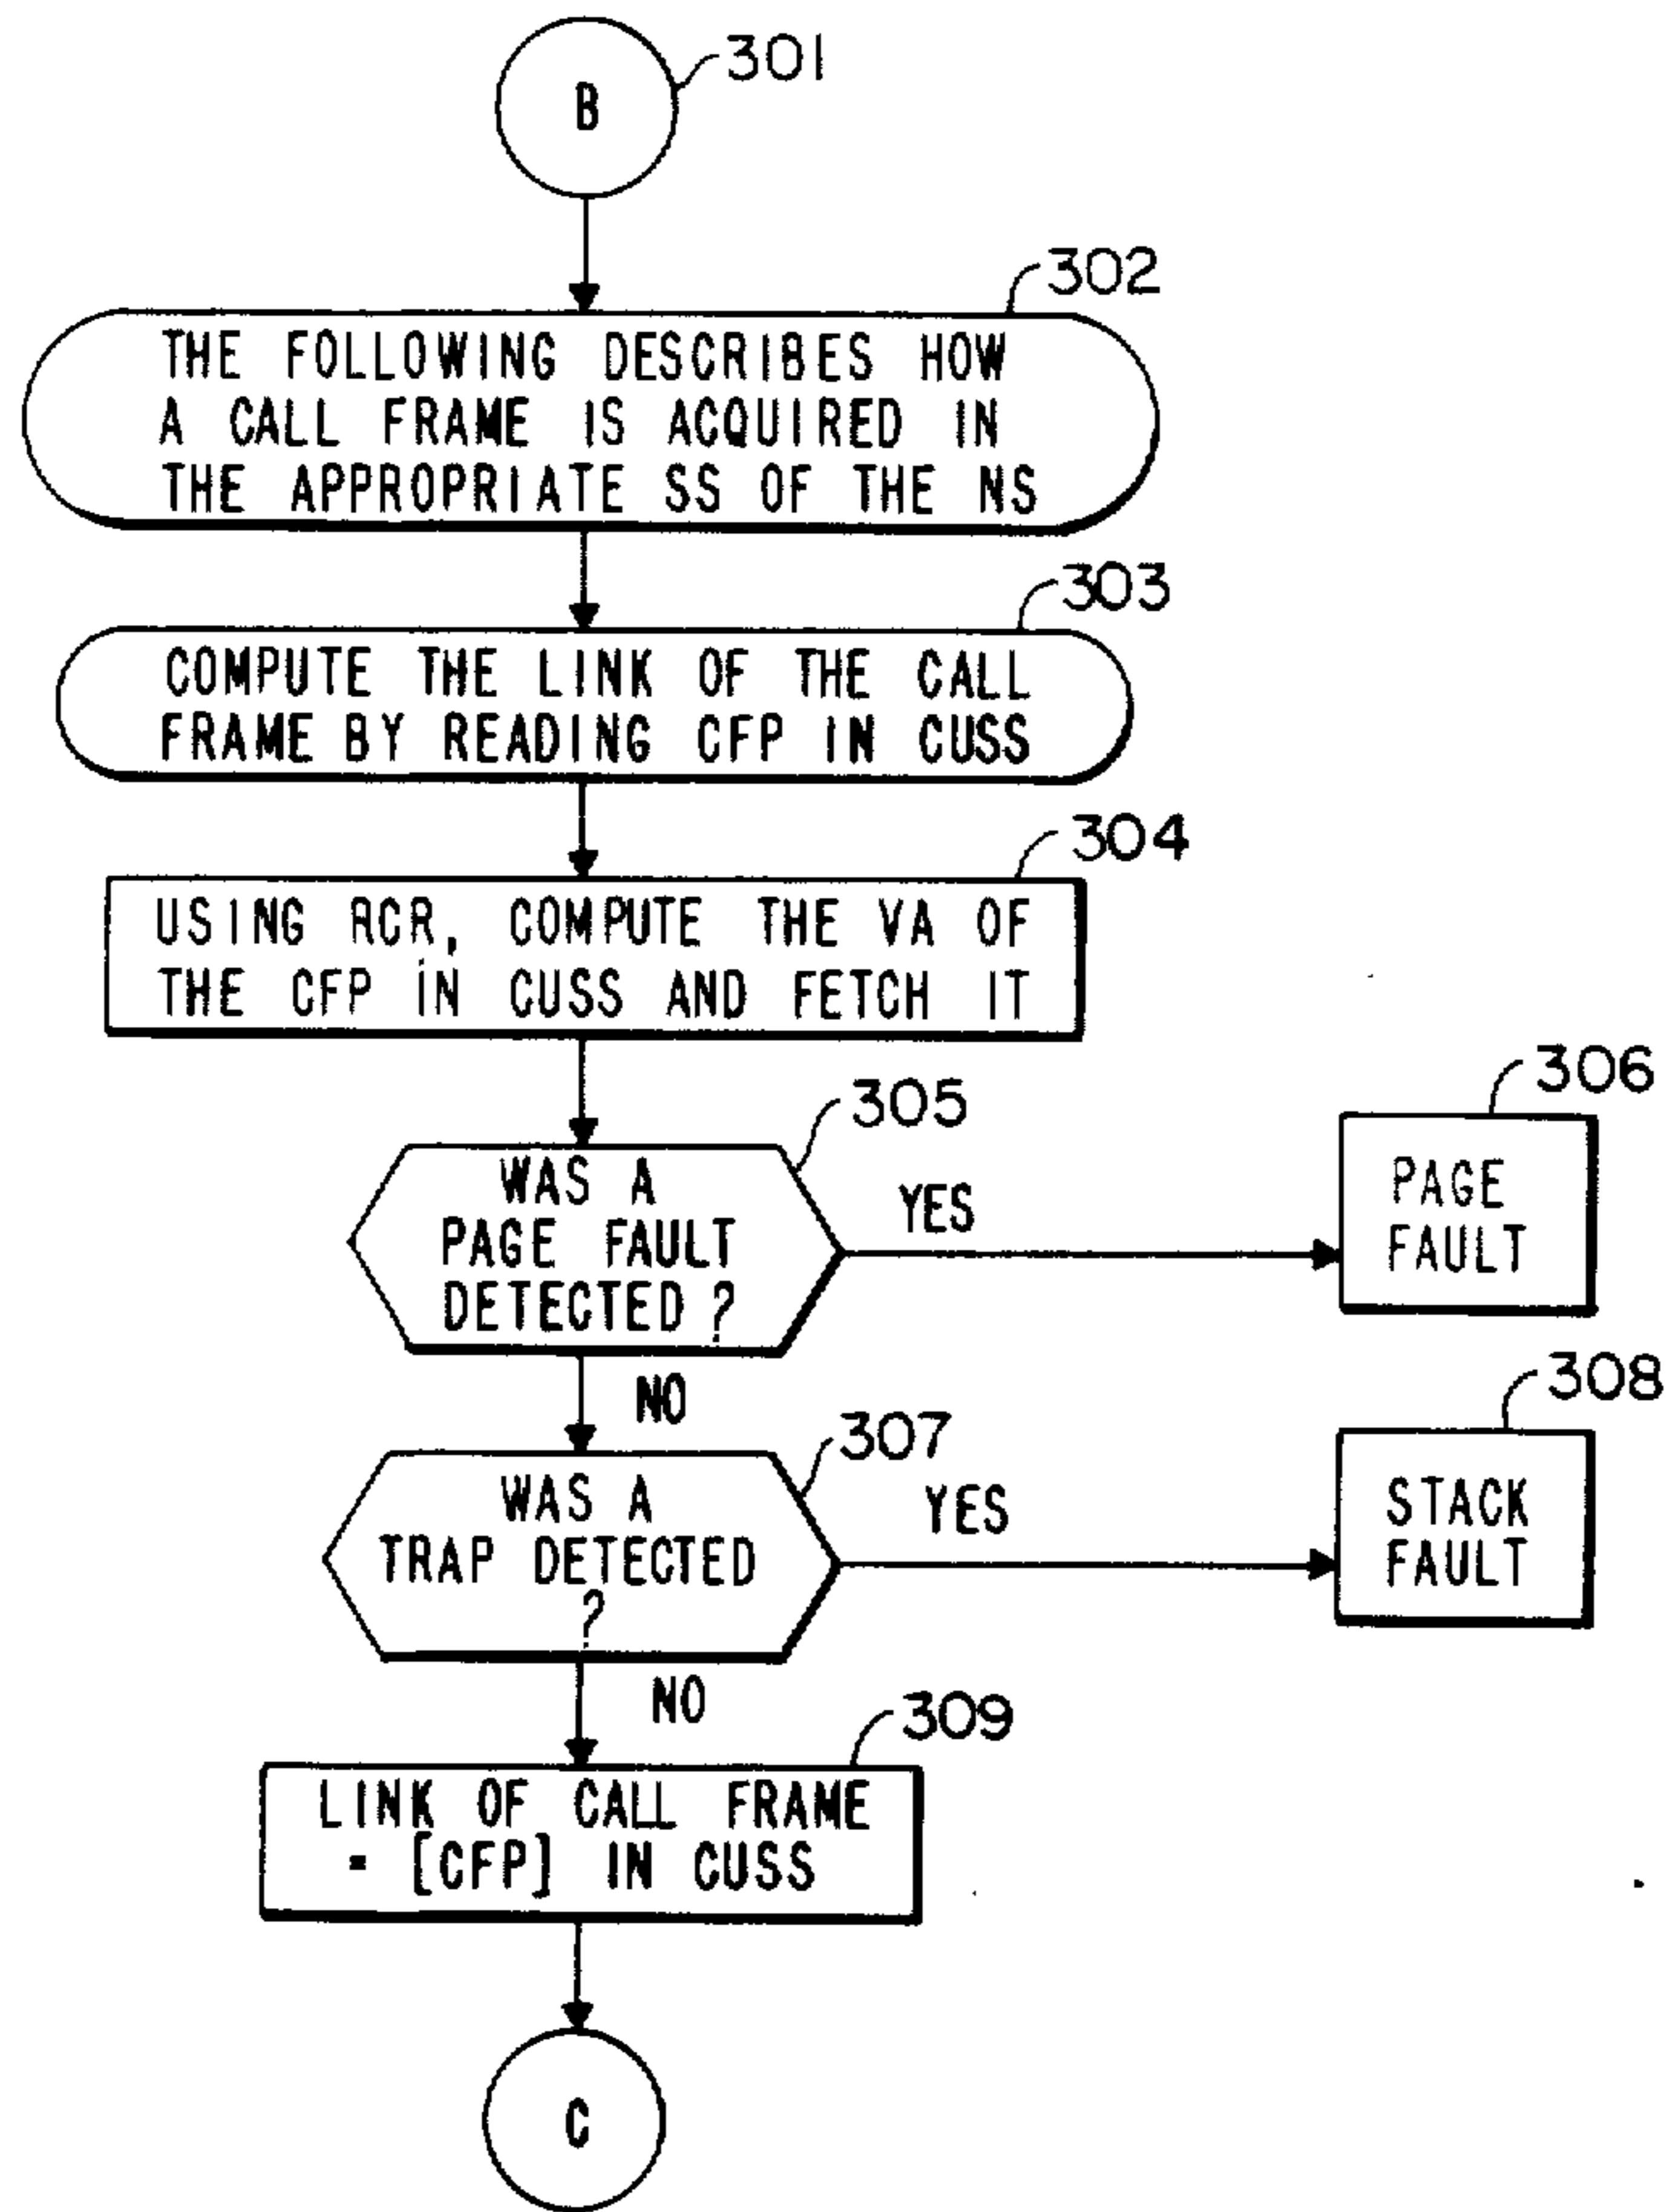 301
B
302
THE FOLLOWING DESCRIBES HOW
A CALL FRAME IS ACQUIRED IN
THE APPROPRIATE SS OF THE NS
303
COMPUTE THE LINK OF THE CALL
FRAME BY READING CFP IN CUSS
304
USING RCR, COMPUTE THE VA OF
THE CFP IN CUSS AND FETCH IT
305
WAS A
PAGE FAULT
DETECTED?
YES
306
PAGE
FAULT
NO
307
WAS A
TRAP DETECTED
?
YES
308
STACK
FAULT
NO
309
LINK OF CALL FRAME
= [CFP] IN CUSS
C